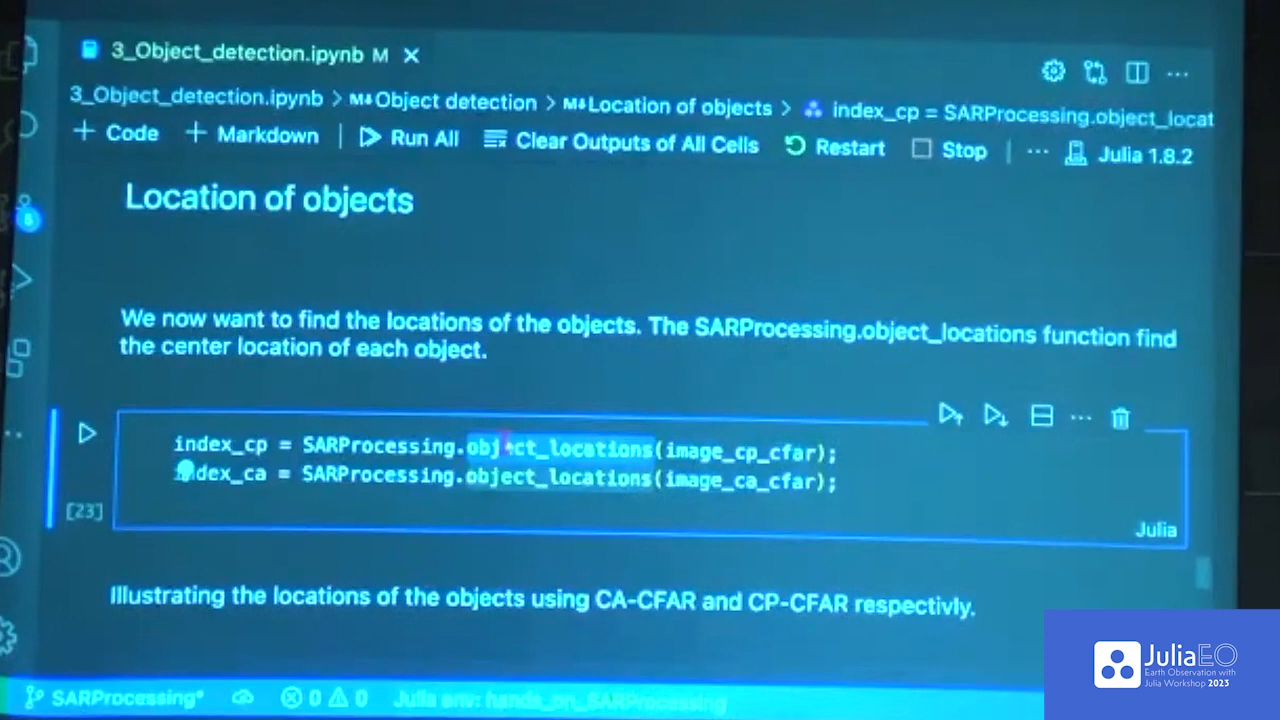 3_Object_detection.ipynb M
3_Object_detection.ipynb > M↓Object detection > M↓Location of objects > index_cp = SARProcessing.object_locat
+ Code + Markdown | Run All Clear Outputs of All Cells Restart Stop | ... Julia 1.8.2
Location of objects
We now want to find the locations of the objects. The SARProcessing.object_locations function find
the center location of each object.
index_cp = SARProcessing.object_locations(image_cp_cfar);
index_ca = SARProcessing.object_locations(image_ca_cfar);
[23]
Julia
Illustrating the locations of the objects using CA-CFAR and CP-CFAR respectivly.
SARProcessing* 0 0 Julia env: hands_on_SARProcessing
JuliaEO
Earth Observation with
Julia Workshop 2023